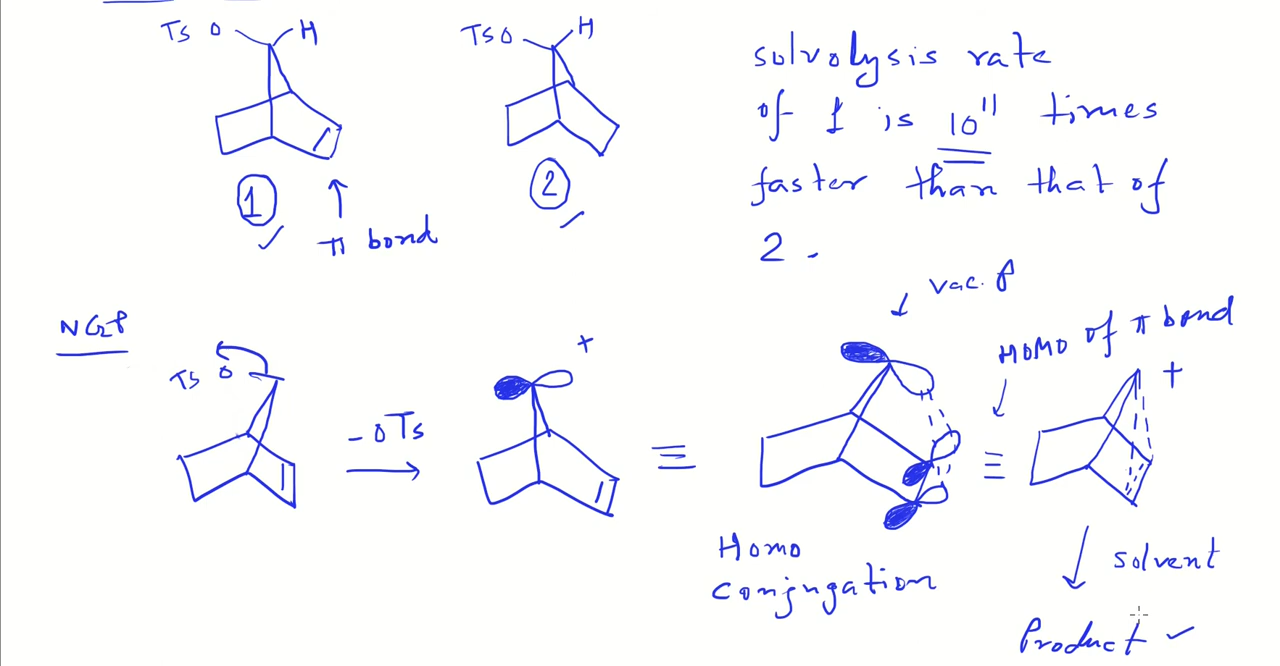 TsO H
TsO H
solvolysis rate
of 1 is 10¹¹ times
faster than that of
2.
1
2
π bond
vac. p
NGP
HOMO of π bond
TsO
+
+
-OTs
≡
≡
Homo
conjugation
solvent
Product